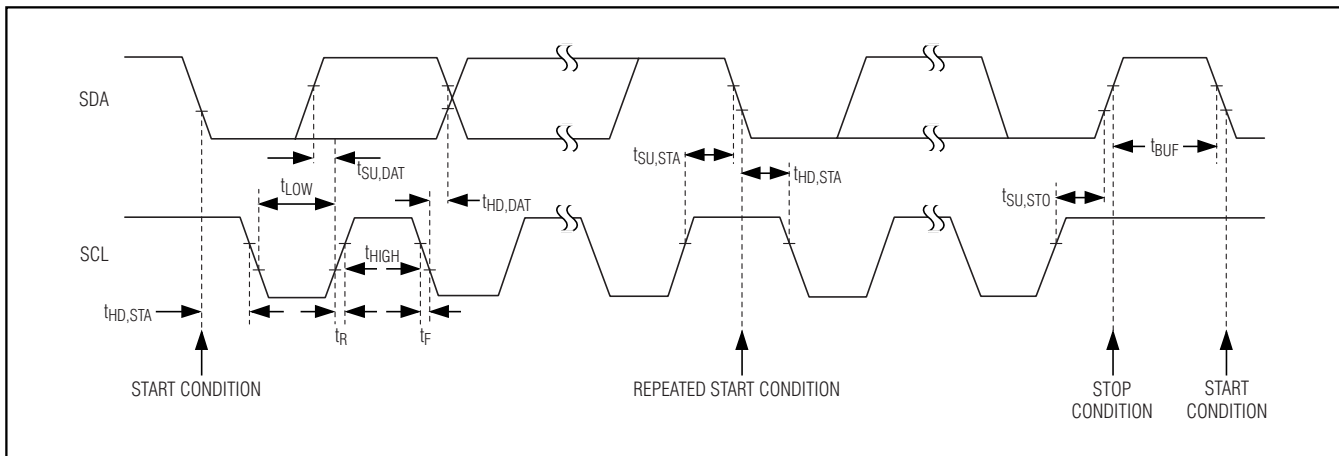 SDA
tSU,DAT
tLOW
tHD,DAT
tSU,STA
tHD,STA
tBUF
tSU,STO
SCL
tHIGH
tHD,STA
tR
tF
START CONDITION
REPEATED START CONDITION
STOP
CONDITION
START
CONDITION